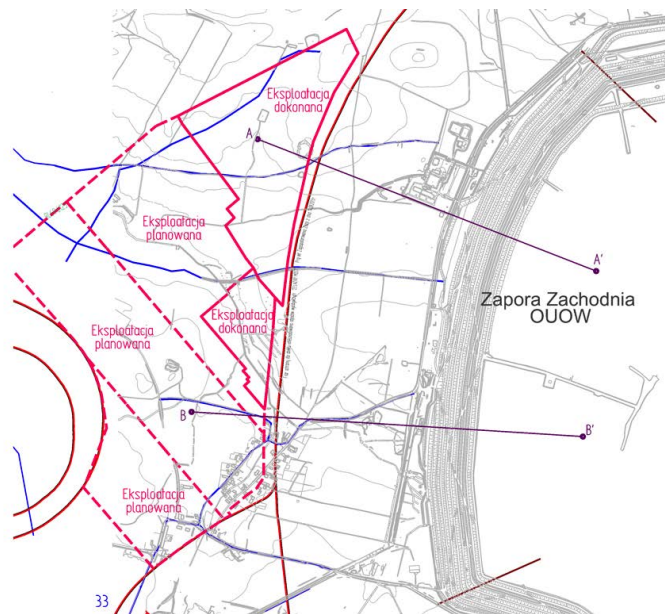 Eksploatacja
dokonana
A
Eksploatacja
planowana
A'
Zapora Zachodnia
OUOW
Eksploatacja
dokonana
Eksploatacja
planowana
B
B'
Eksploatacja
planowana
33